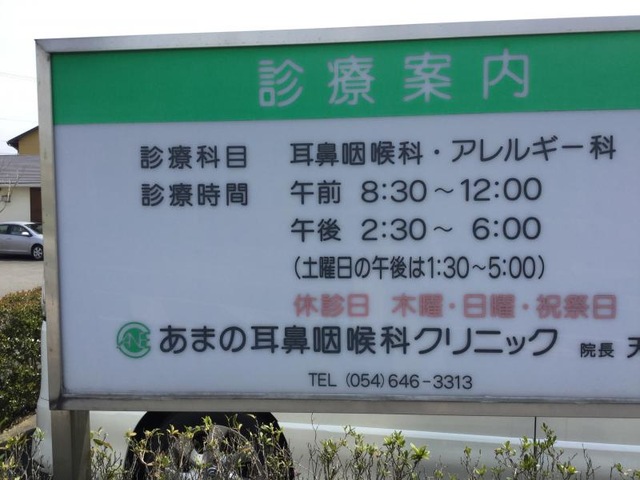 診療案内
診療科目 耳鼻咽喉科・アレルギー科
診療時間 午前 8:30～12:00
午後 2:30～ 6:00
(土曜日の午後は1:30～5:00)
休診日 木曜・日曜・祝祭日
あまの耳鼻咽喉科クリニック 院長 天
TEL (054) 646-3313